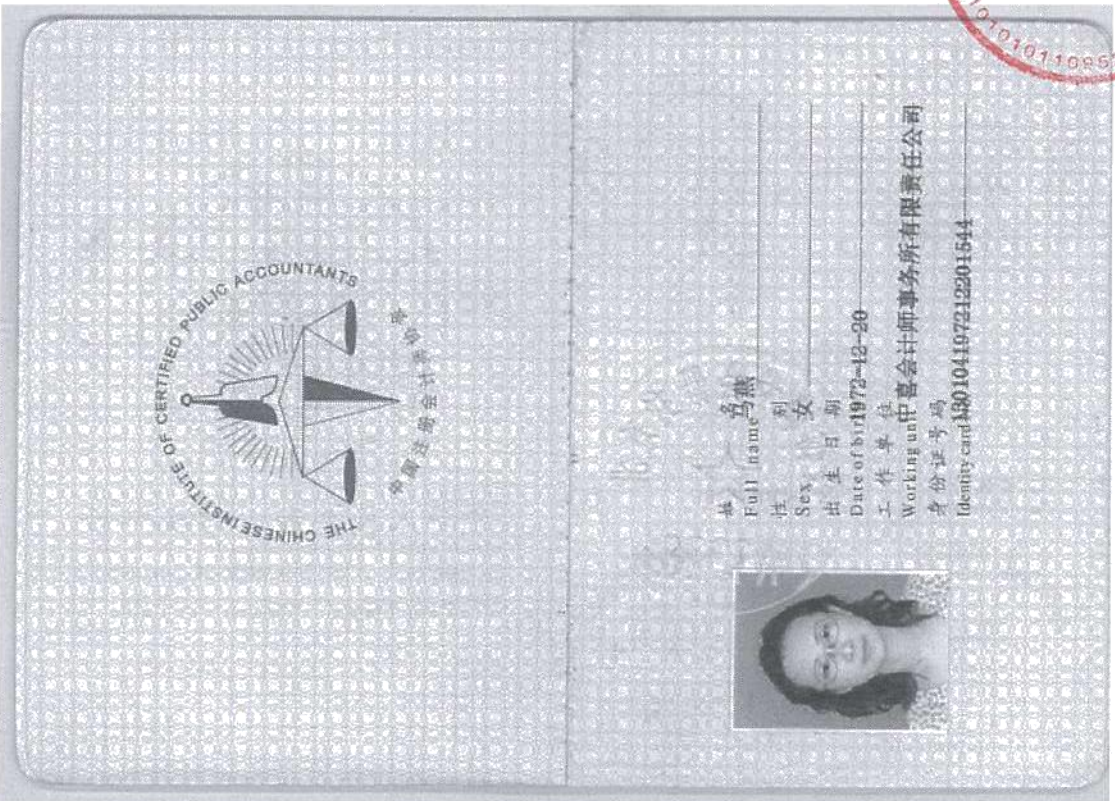 THE CHINESE INSTITUTE OF CERTIFIED PUBLIC ACCOUNTANTS
中国注册会计师协会
姓 名
Full name 马燕
性 别
Sex 女
出 生 日 期
Date of birt1972-12-20
工 作 单 位
Working unit 中喜会计师事务所有限责任公司
身份证号码
Identity card 130104197212201544